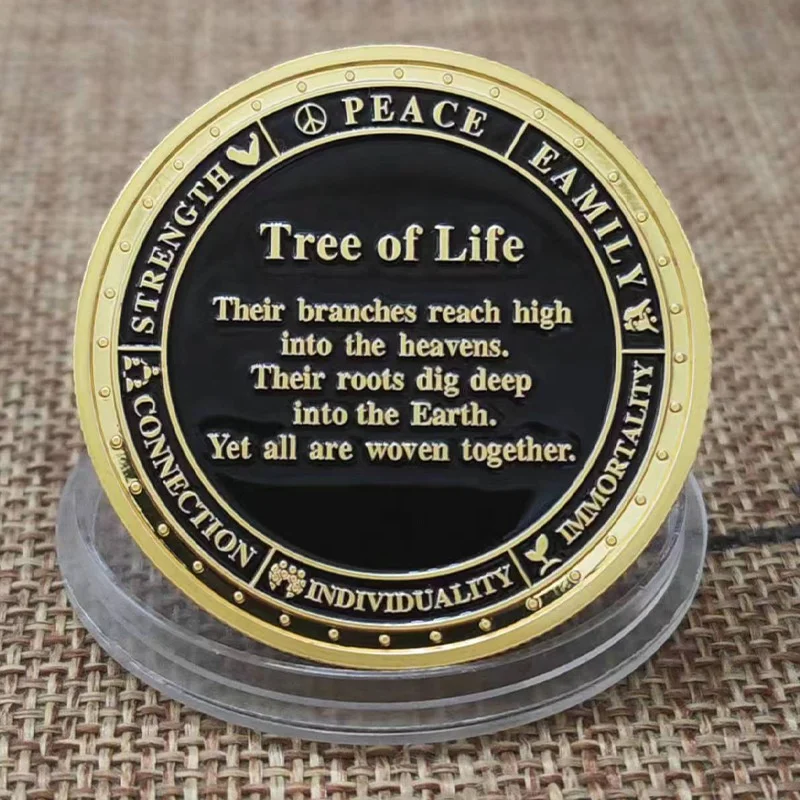 PEACE
EAMILY
IMMORTALITY
INDIVIDUALITY
CONNECTION
STRENGTH
Tree of Life
Their branches reach high
into the heavens.
Their roots dig deep
into the Earth.
Yet all are woven together.